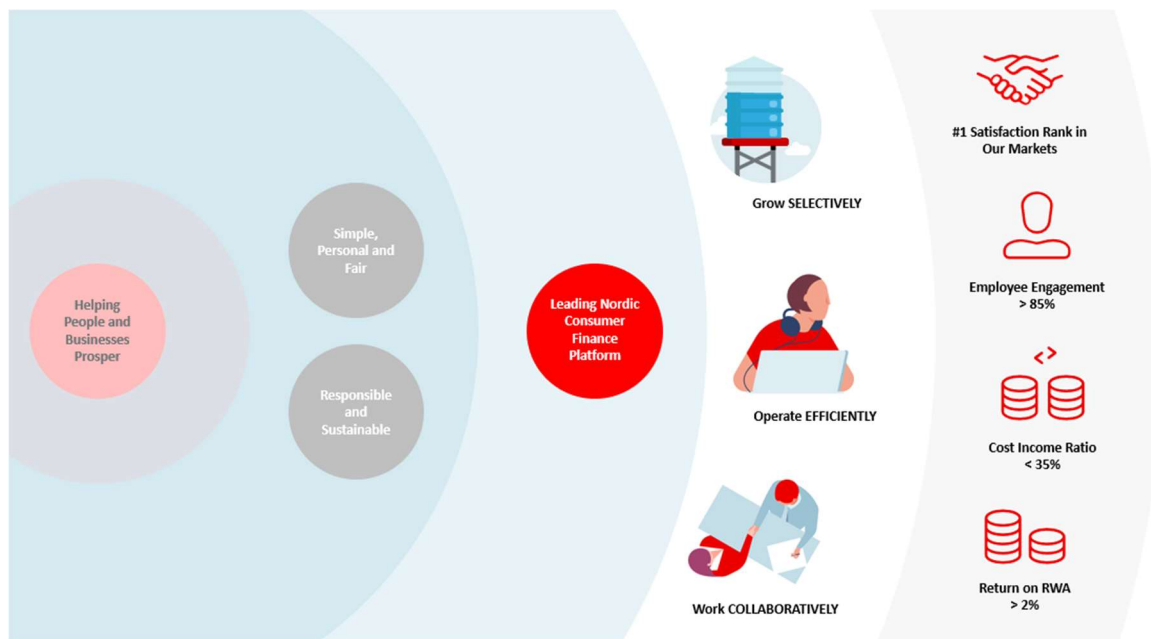 Helping
People and
Businesses
Prosper
Simple,
Personal and
Fair
Responsible
and
Sustainable
Leading Nordic
Consumer
Finance
Platform
Grow SELECTIVELY
Operate EFFICIENTLY
Work COLLABORATIVELY
#1 Satisfaction Rank in
Our Markets
Employee Engagement
> 85%
Cost Income Ratio
< 35%
Return on RWA
> 2%